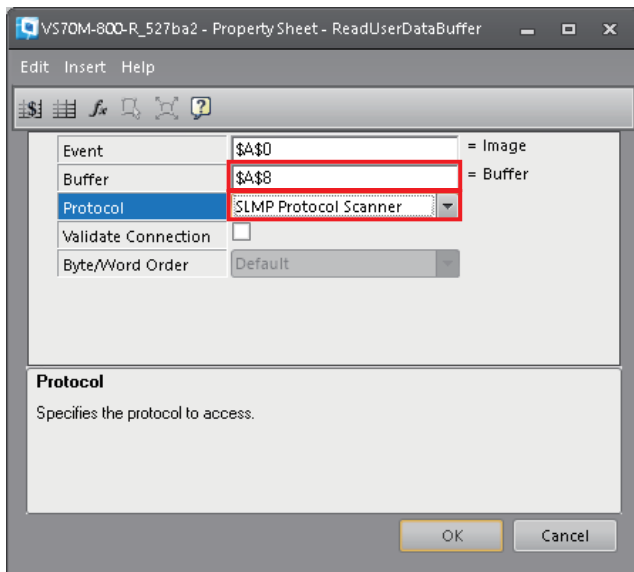 VS70M-800-R_527ba2 - Property Sheet - ReadUserDataBuffer
Edit Insert Help
Event $A$0 = Image
Buffer $A$8 = Buffer
Protocol SLMP Protocol Scanner
Validate Connection
Byte/Word Order Default
Protocol
Specifies the protocol to access.
OK Cancel